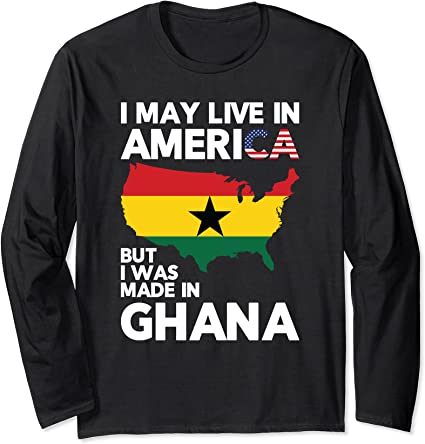 I MAY LIVE IN
AMERICA
BUT
I WAS
MADE IN
GHANA